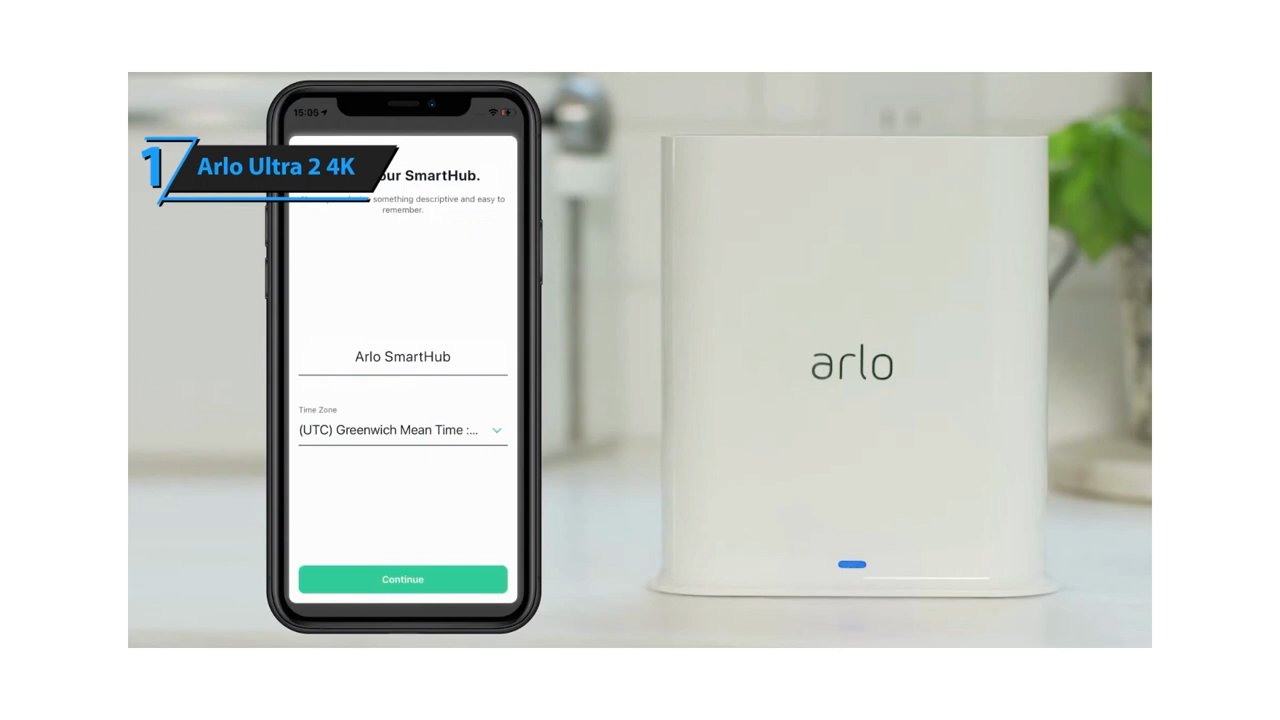 15:05
1
Arlo Ultra 2 4K
our SmartHub.
something descriptive and easy to
remember.
Arlo SmartHub
Time Zone
(UTC) Greenwich Mean Time :...
Continue
arlo